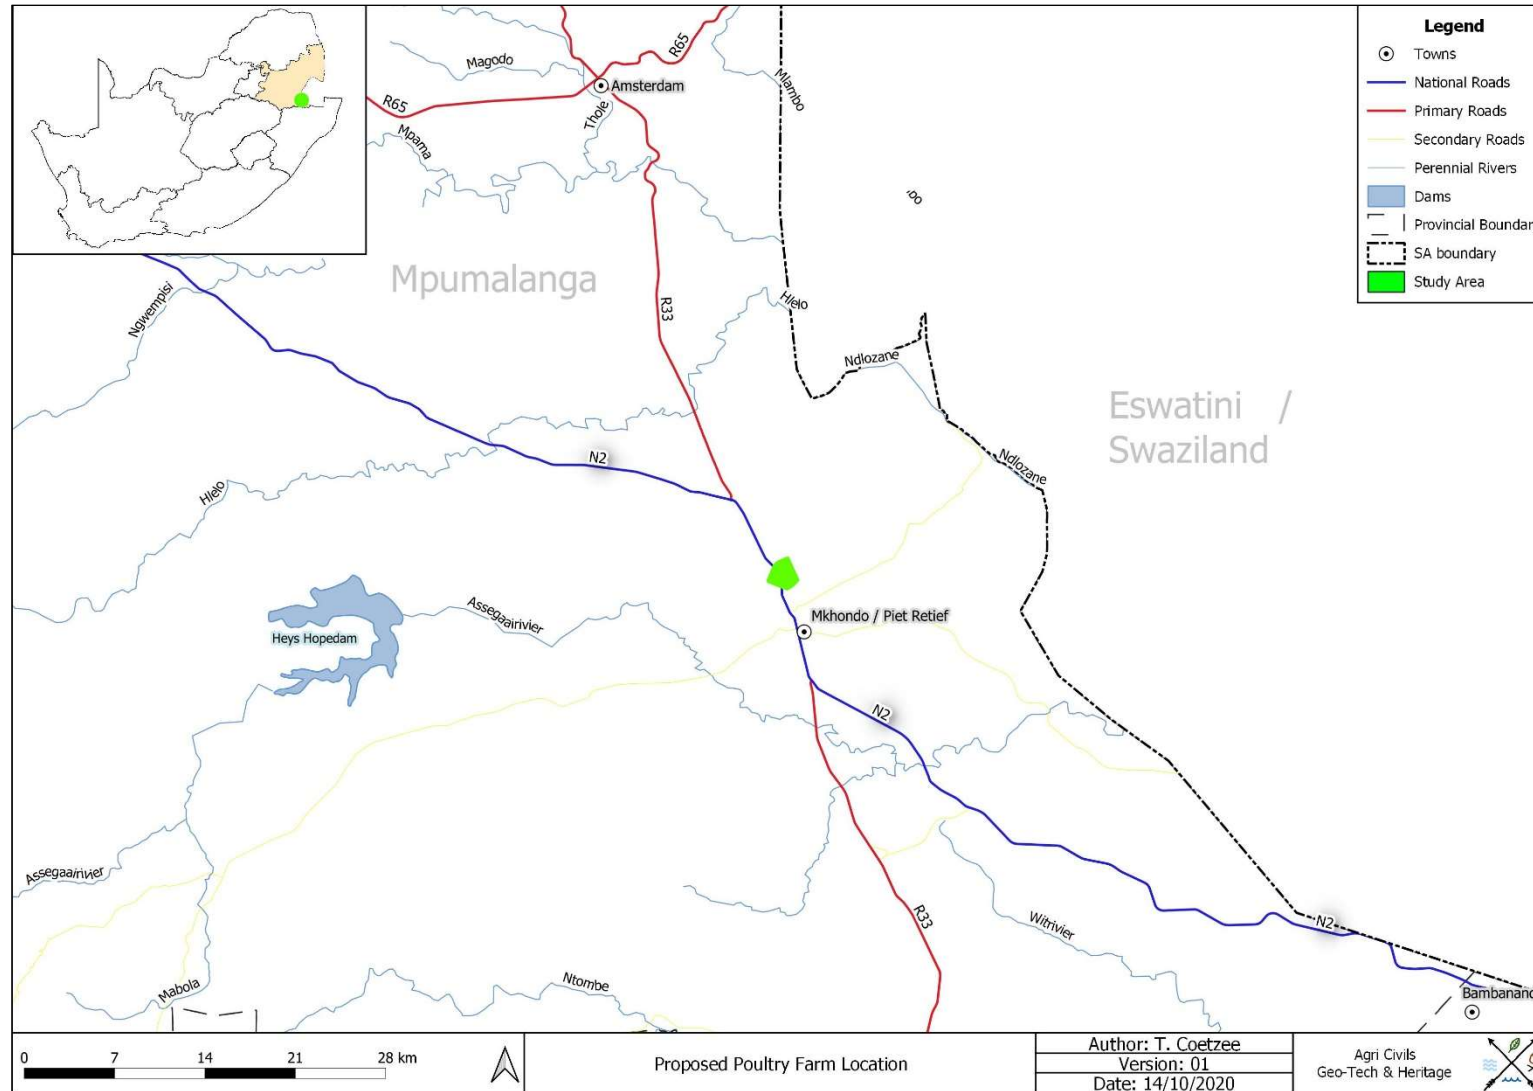 Legend
Towns
National Roads
Primary Roads
Secondary Roads
Perennial Rivers
Dams
Provincial Boundar
SA boundary
Study Area
R65
Magodo
Amsterdam
R65
Thole
Mpama
Mlambo
Mpumalanga
Ngwempisi
R33
Hlelo
Ndlozane
Eswatini /
Swaziland
N2
Ndlozane
Hlelo
Assegaairivier
Heys Hopedam
Mkhondo / Piet Retief
N2
Assegaairivier
R33
Witrivier
N2
Mabola
Ntombe
Bambanana
0 7 14 21 28 km
Proposed Poultry Farm Location
Author: T. Coetzee
Version: 01
Date: 14/10/2020
Agri Civils
Geo-Tech & Heritage